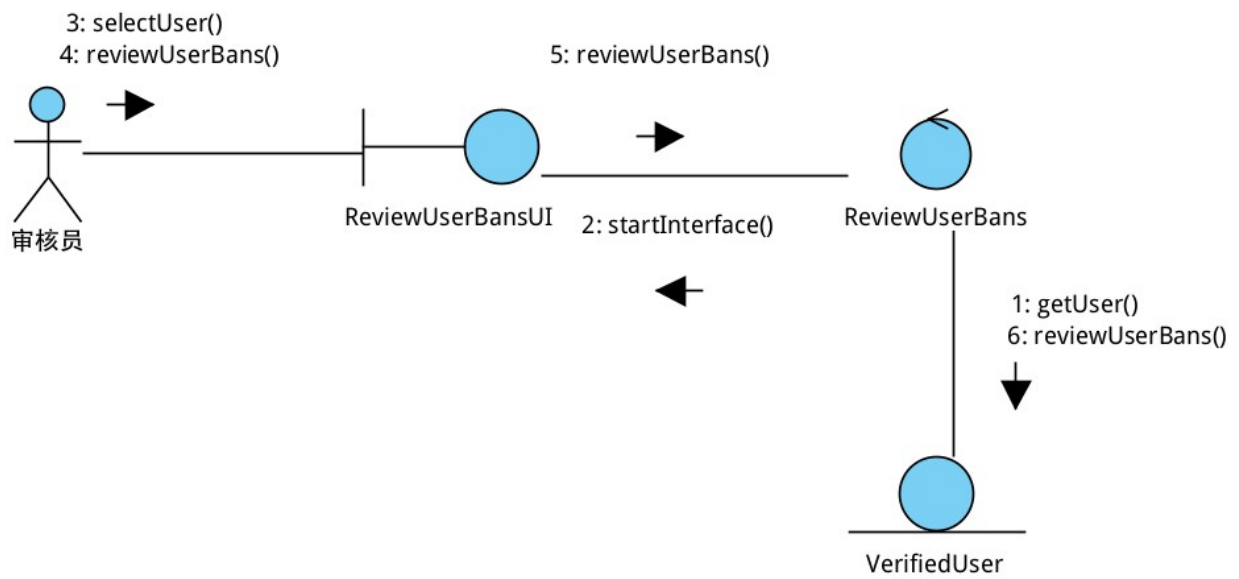 3: selectUser()
4: reviewUserBans()
5: reviewUserBans()
审核员
ReviewUserBansUI
2: startInterface()
ReviewUserBans
1: getUser()
6: reviewUserBans()
VerifiedUser